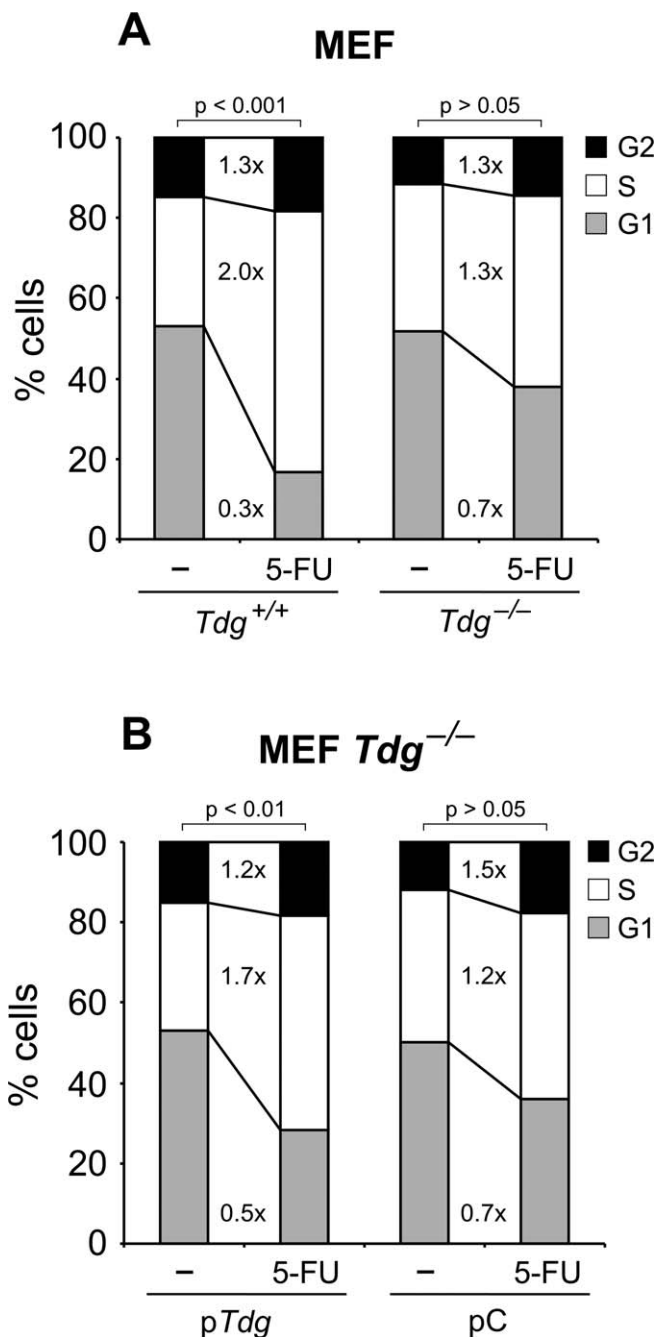 A
MEF
p < 0.001
p > 0.05
100
80
60
40
20
0
% cells
1.3x
2.0x
0.3x
1.3x
1.3x
0.7x
G2
S
G1
– 5-FU – 5-FU
Tdg+/+ Tdg–/–
B
MEF Tdg–/–
p < 0.01
p > 0.05
100
80
60
40
20
0
% cells
1.2x
1.7x
0.5x
1.5x
1.2x
0.7x
G2
S
G1
– 5-FU – 5-FU
pTdg pC